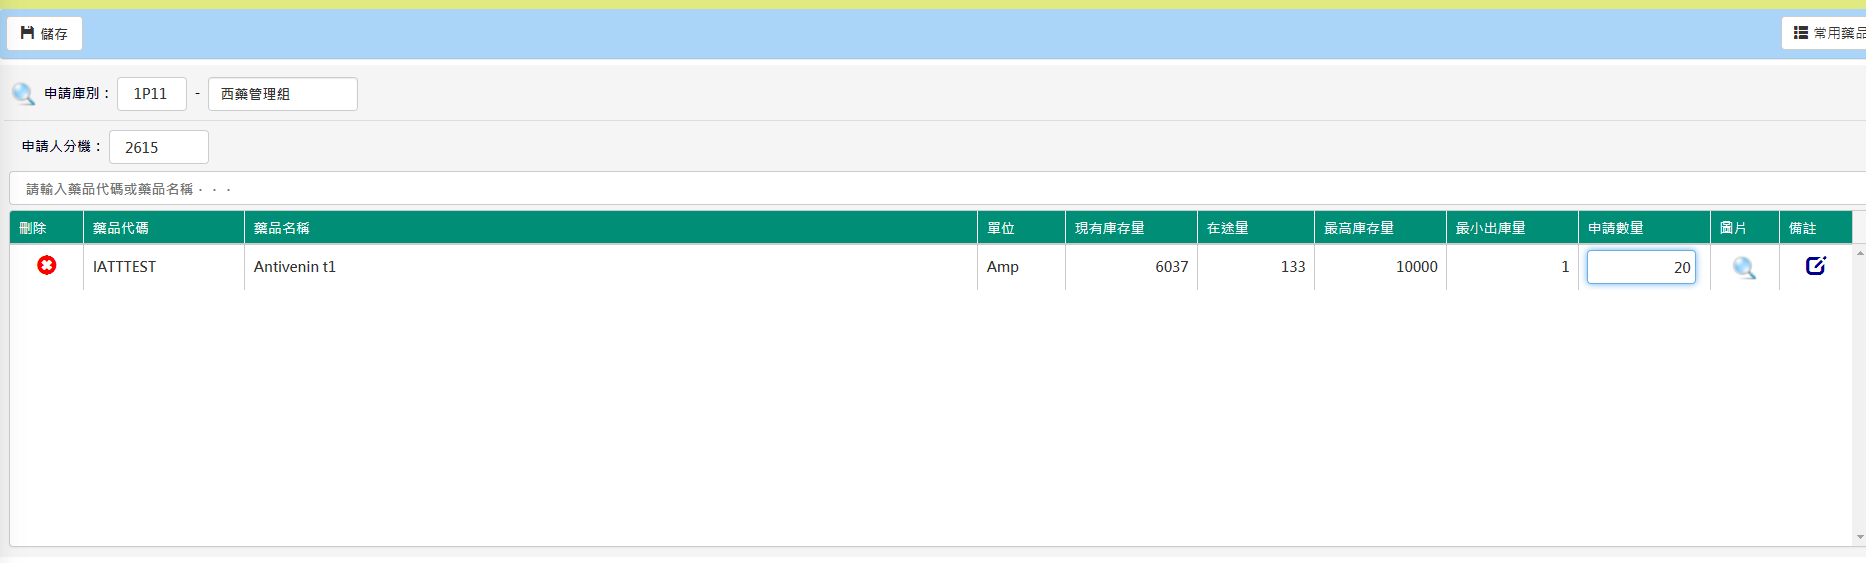 儲存 常用藥品
申請庫別： 1P11 - 西藥管理組
申請人分機： 2615
請輸入藥品代碼或藥品名稱．．．
刪除 藥品代碼 藥品名稱 單位 現有庫存量 在途量 最高庫存量 最小出庫量 申請數量 圖片 備註
IATTTEST Antivenin t1 Amp 6037 133 10000 1 20